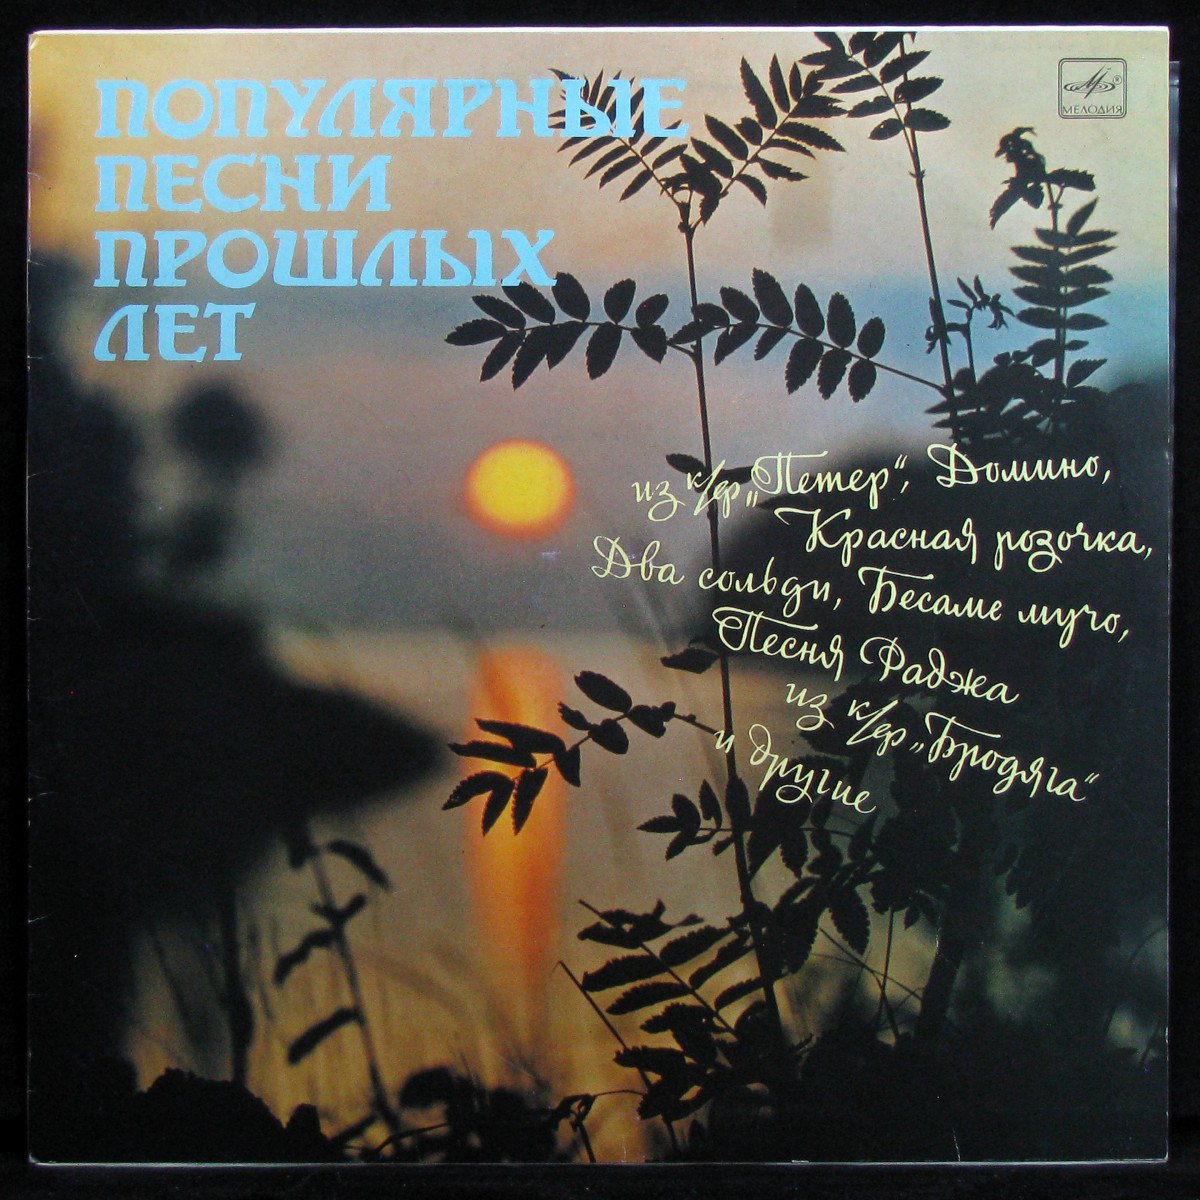 ПОПУЛЯРНЫЕ
ПЕСНИ
ПРОШЛЫХ
ЛЕТ
МЕЛОДИЯ
из к/ф „Петер“, Домино,
Красная розочка,
Два сольди, Бесаме мучо,
Песня Раджа
из к/ф „Бродяга“
и другие